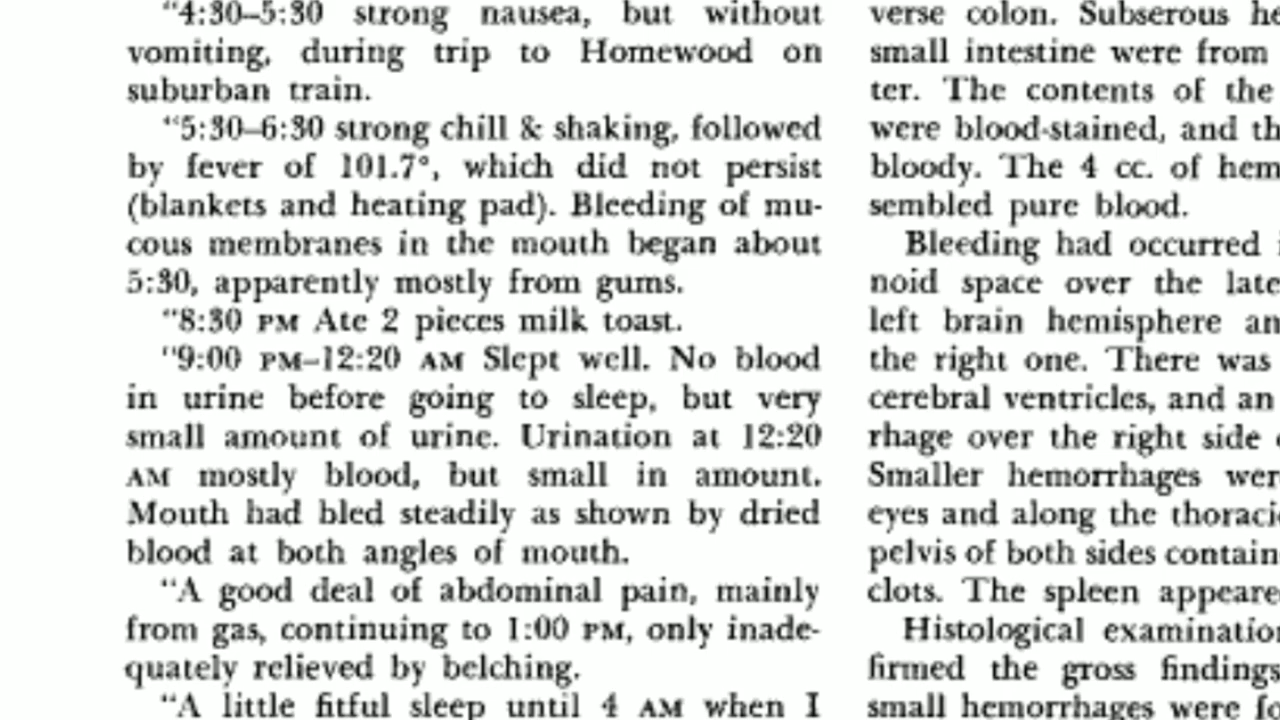 “4:30–5:30 strong nausea, but without
vomiting, during trip to Homewood on
suburban train.
“5:30–6:30 strong chill & shaking, followed
by fever of 101.7°, which did not persist
(blankets and heating pad). Bleeding of mu-
cous membranes in the mouth began about
5:30, apparently mostly from gums.
“8:30 PM Ate 2 pieces milk toast.
“9:00 PM–12:20 AM Slept well. No blood
in urine before going to sleep, but very
small amount of urine. Urination at 12:20
AM mostly blood, but small in amount.
Mouth had bled steadily as shown by dried
blood at both angles of mouth.
“A good deal of abdominal pain, mainly
from gas, continuing to 1:00 PM, only inade-
quately relieved by belching.
“A little fitful sleep until 4 AM when I
verse colon. Subserous
small intestine were from
ter. The contents of the
were blood-stained, and
bloody. The 4 cc. of
sembled pure blood.
Bleeding had occurred
noid space over the
left brain hemisphere
the right one. There was
cerebral ventricles, and an
rhage over the right side
Smaller hemorrhages
eyes and along the
pelvis of both sides
clots. The spleen
Histological
firmed the gross findings
small hemorrhages were